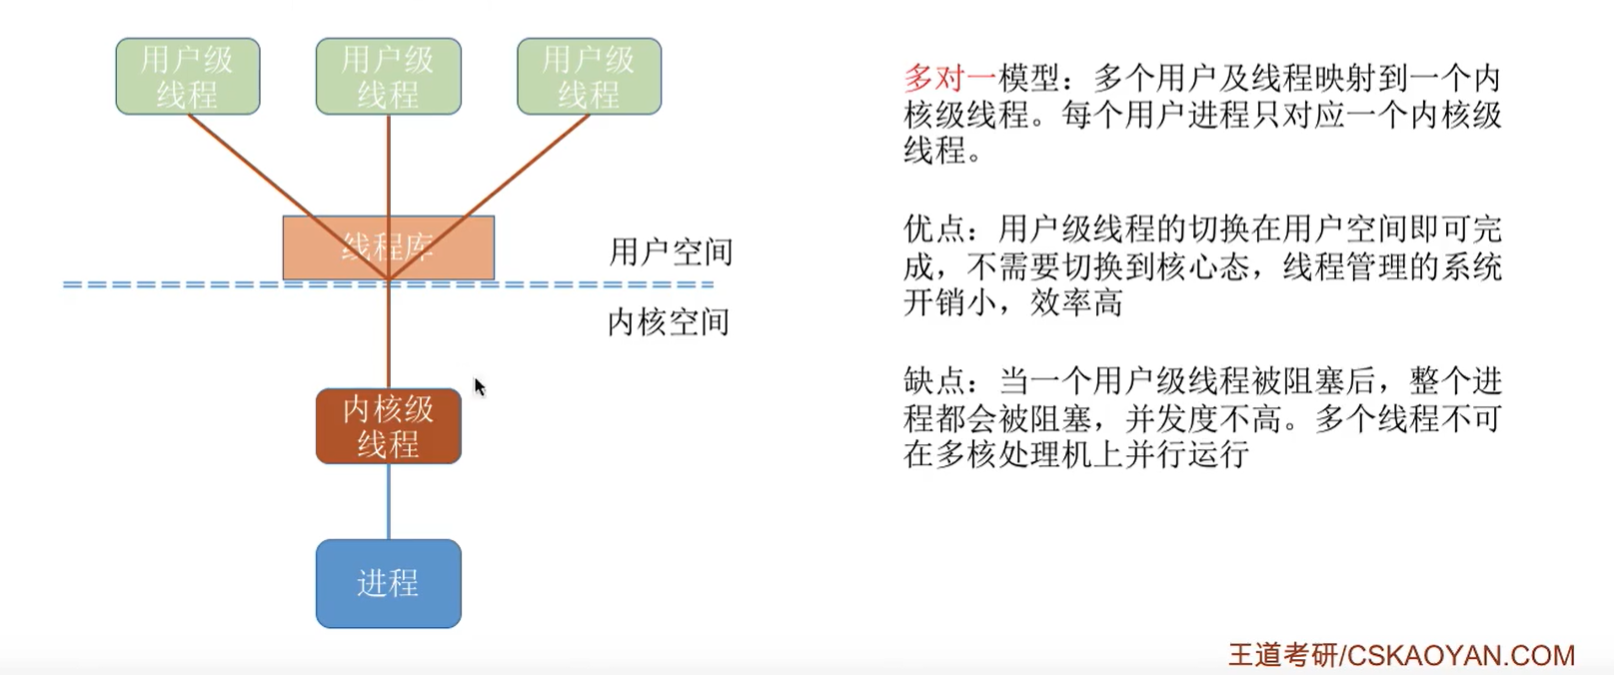 用户级
线程
用户级
线程
用户级
线程
线程库
用户空间
内核空间
内核级
线程
进程
多对一模型：多个用户及线程映射到一个内
核级线程。每个用户进程只对应一个内核级
线程。
优点：用户级线程的切换在用户空间即可完
成，不需要切换到核心态，线程管理的系统
开销小，效率高
缺点：当一个用户级线程被阻塞后，整个进
程都会被阻塞，并发度不高。多个线程不可
在多核处理机上并行运行
王道考研/CSKAOYAN.COM